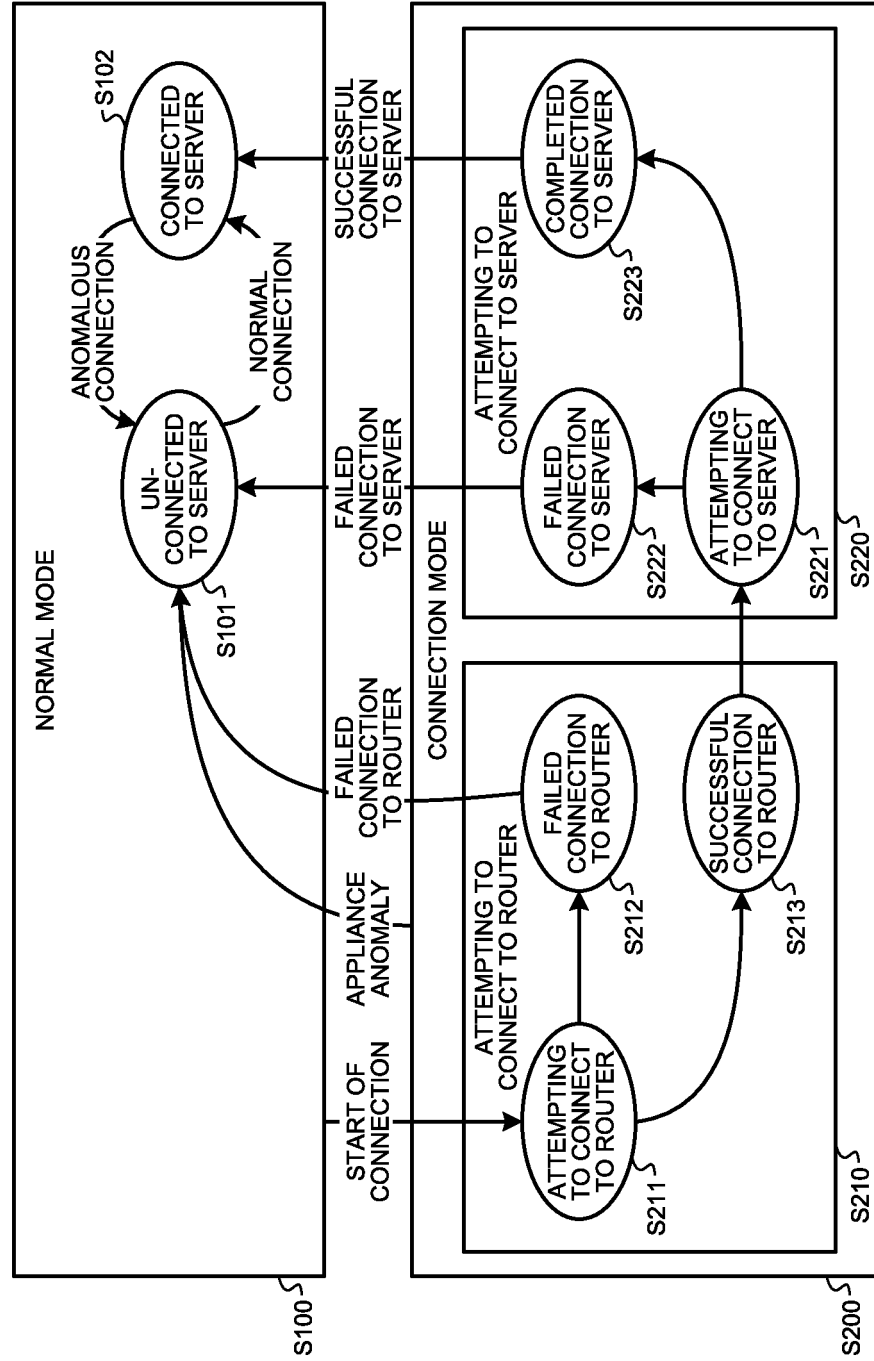 S100
NORMAL MODE
UN-
CONNECTED
TO SERVER
S101
ANOMALOUS
CONNECTION
NORMAL
CONNECTION
CONNECTED
TO SERVER
S102
START OF
CONNECTION
APPLIANCE
ANOMALY
FAILED
CONNECTION
TO ROUTER
FAILED
CONNECTION
TO SERVER
SUCCESSFUL
CONNECTION
TO SERVER
S200
CONNECTION MODE
S210
ATTEMPTING TO
CONNECT TO ROUTER
ATTEMPTING
TO CONNECT
TO ROUTER
S211
FAILED
CONNECTION
TO ROUTER
S212
SUCCESSFUL
CONNECTION
TO ROUTER
S213
S220
ATTEMPTING TO
CONNECT TO SERVER
FAILED
CONNECTION
TO SERVER
S222
COMPLETED
CONNECTION
TO SERVER
S223
ATTEMPTING
TO CONNECT
TO SERVER
S221